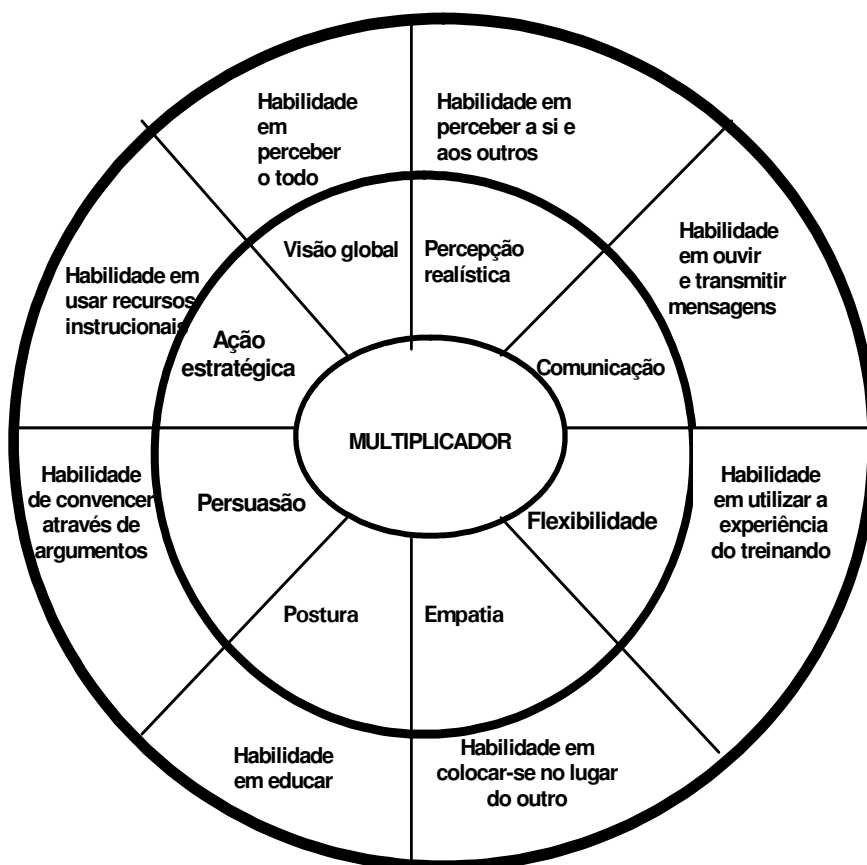 Habilidade
em
perceber
o todo
Habilidade em
perceber a si e
aos outros
Habilidade
em ouvir
e transmitir
mensagens
Habilidade em
usar recursos
instrucionais
Visão global
Percepção
realística
Ação
estratégica
Comunicação
MULTIPLICADOR
Habilidade
de convencer
através de
argumentos
Persuasão
Flexibilidade
Habilidade
em utilizar a
experiência
do treinando
Postura
Empatia
Habilidade
em educar
Habilidade em
colocar-se no lugar
do outro